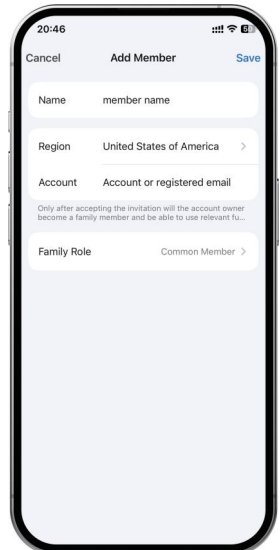 20:46
Cancel Add Member Save
Name member name
Region United States of America >
Account Account or registered email
Only after accepting the invitation will the account owner
become a family member and be able to use relevant fu...
Family Role Common Member >